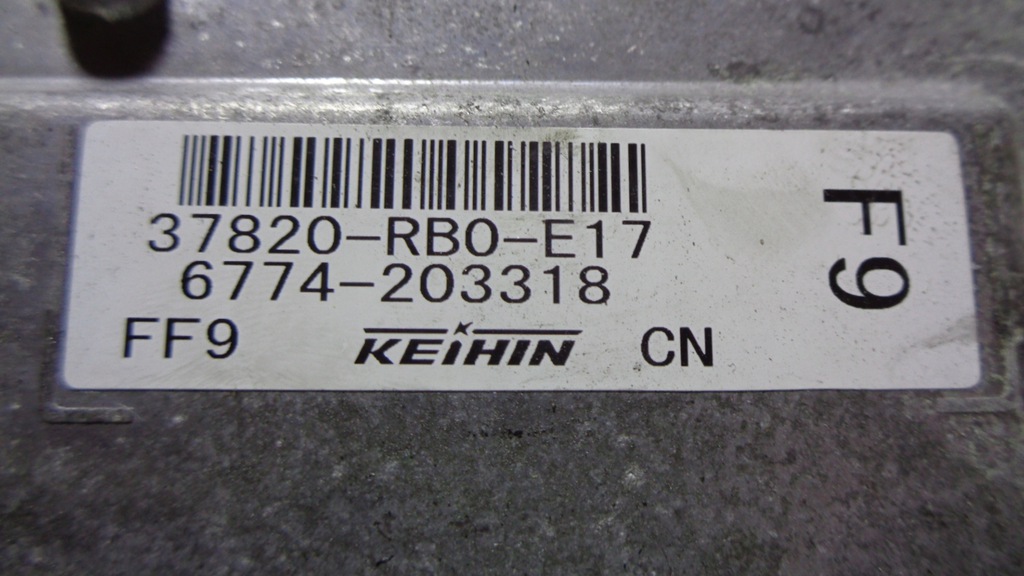 37820-RB0-E17
6774-203318
FF9 KEIHIN CN
F9